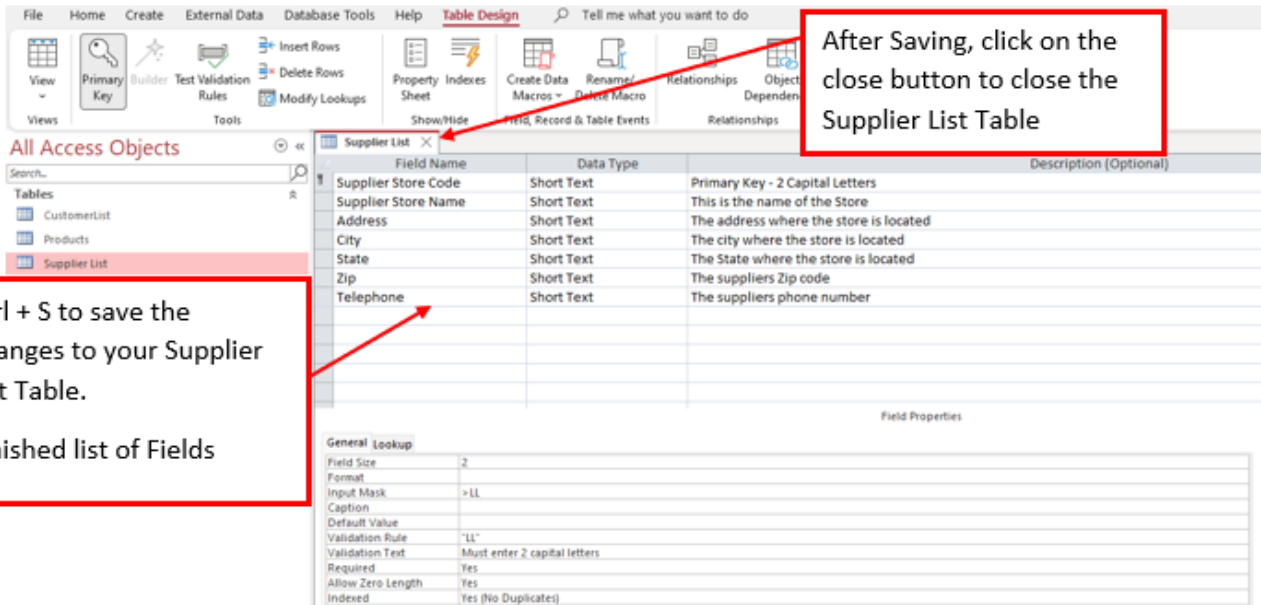 File Home Create External Data Database Tools Help Table Design Tell me what you want to do
After Saving, click on the
close button to close the
Supplier List Table
View
Primary Key
Builder
Test Validation Rules
Insert Rows
Delete Rows
Modify Lookups
Property Sheet
Indexes
Create Data Macros
Rename/
Delete Macro
Relationships
Object
Dependen
Views
Tools
Show/Hide
Field, Record & Table Events
Relationships
All Access Objects
Search...
Tables
CustomerList
Products
Supplier List
Supplier List
Field Name Data Type Description (Optional)
Supplier Store Code Short Text Primary Key - 2 Capital Letters
Supplier Store Name Short Text This is the name of the Store
Address Short Text The address where the store is located
City Short Text The city where the store is located
State Short Text The State where the store is located
Zip Short Text The suppliers Zip code
Telephone Short Text The suppliers phone number
rl + S to save the
anges to your Supplier
t Table.
ished list of Fields
Field Properties
General Lookup
Field Size 2
Format
Input Mask >LL
Caption
Default Value
Validation Rule "LL"
Validation Text Must enter 2 capital letters
Required Yes
Allow Zero Length Yes
Indexed Yes (No Duplicates)